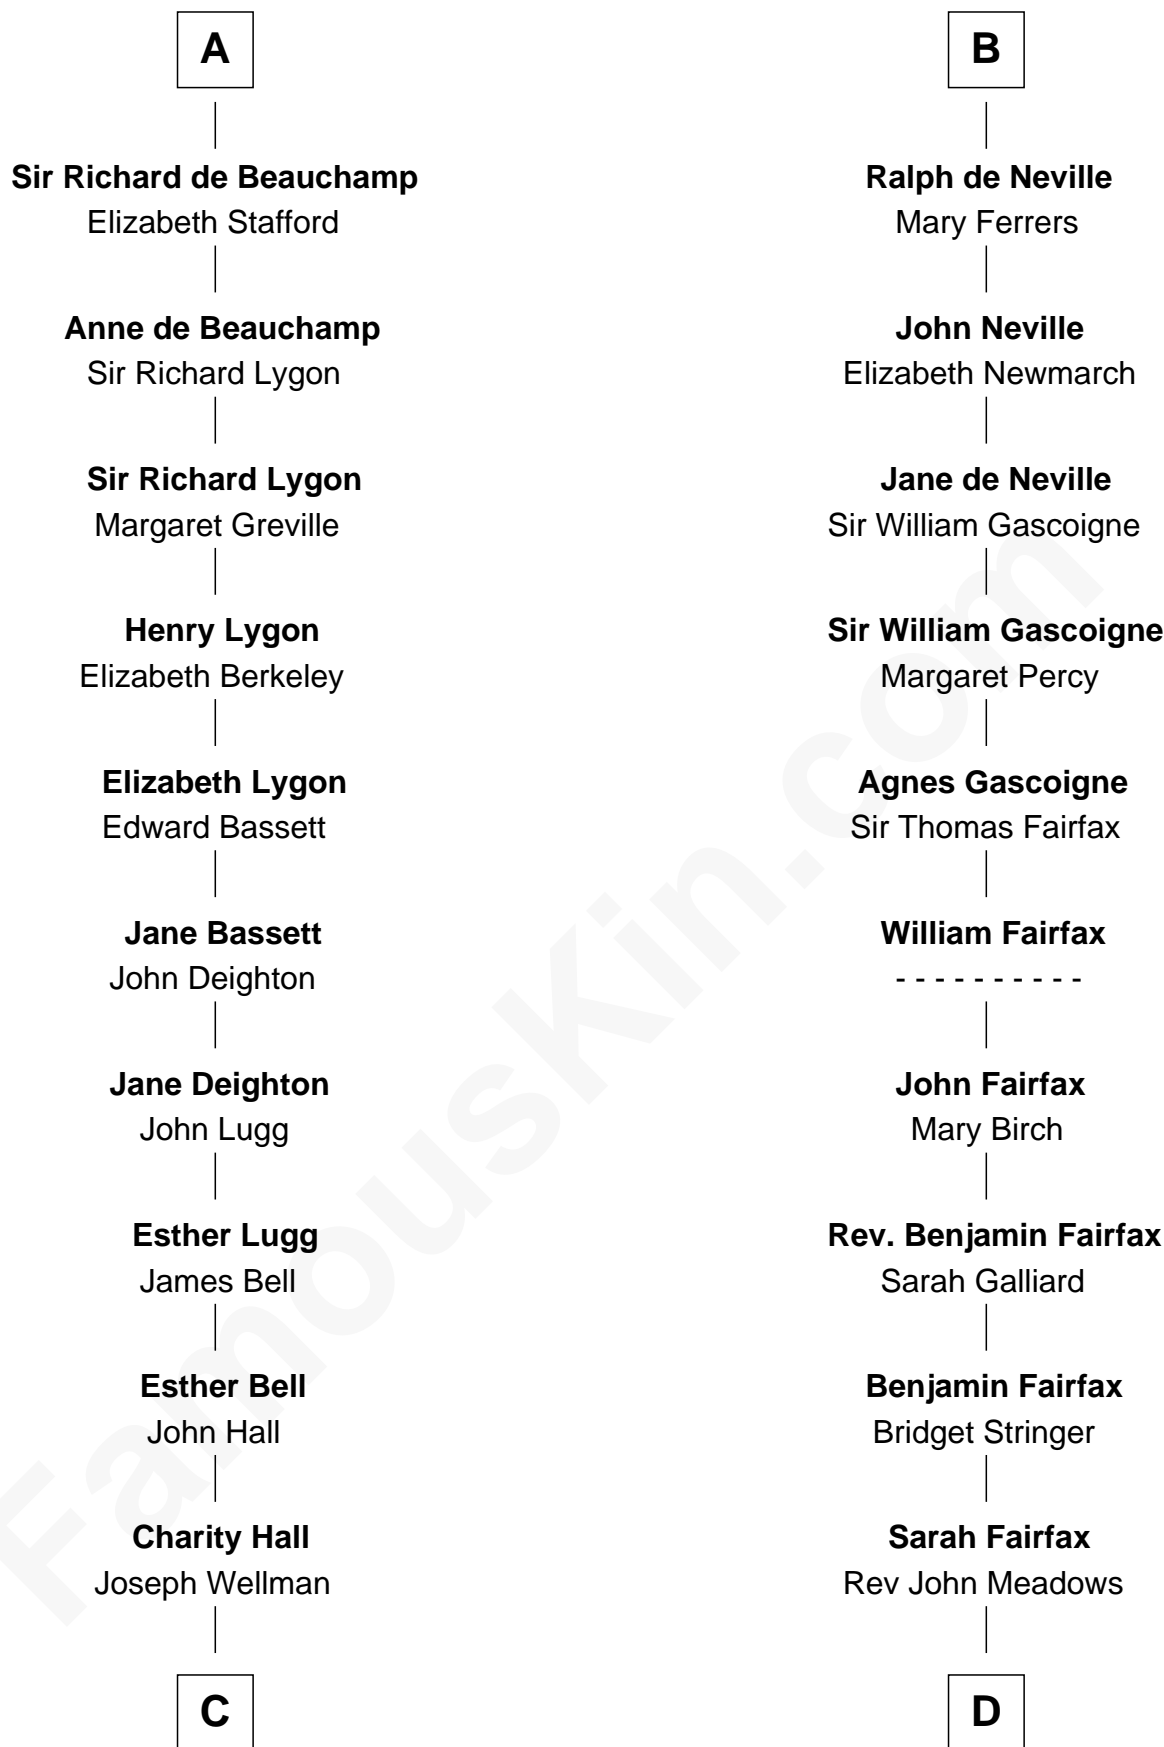 A
Sir Richard de Beauchamp
Elizabeth Stafford
Anne de Beauchamp
Sir Richard Lygon
Sir Richard Lygon
Margaret Greville
Henry Lygon
Elizabeth Berkeley
Elizabeth Lygon
Edward Bassett
Jane Bassett
John Deighton
Jane Deighton
John Lugg
Esther Lugg
James Bell
Esther Bell
John Hall
Charity Hall
Joseph Wellman
C
B
Ralph de Neville
Mary Ferrers
John Neville
Elizabeth Newmarch
Jane de Neville
Sir William Gascoigne
Sir William Gascoigne
Margaret Percy
Agnes Gascoigne
Sir Thomas Fairfax
William Fairfax
- - - - - - - - - -
John Fairfax
Mary Birch
Rev. Benjamin Fairfax
Sarah Galliard
Benjamin Fairfax
Bridget Stringer
Sarah Fairfax
Rev John Meadows
D
FamousKin.com